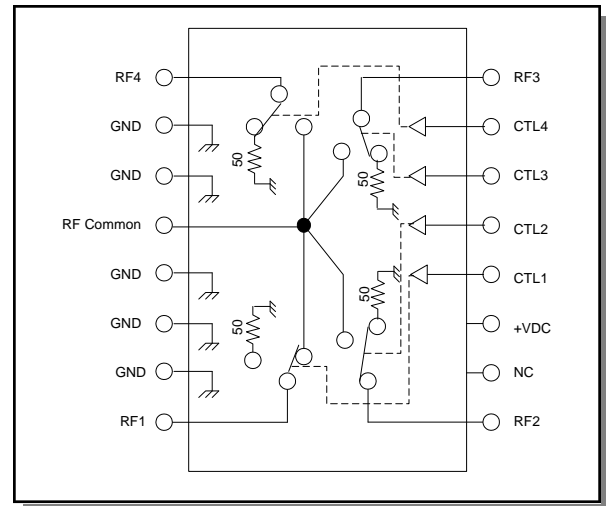 RF4
RF3
GND
CTL4
50
50
GND
CTL3
RF Common
CTL2
GND
CTL1
50
50
GND
+VDC
GND
NC
RF1
RF2